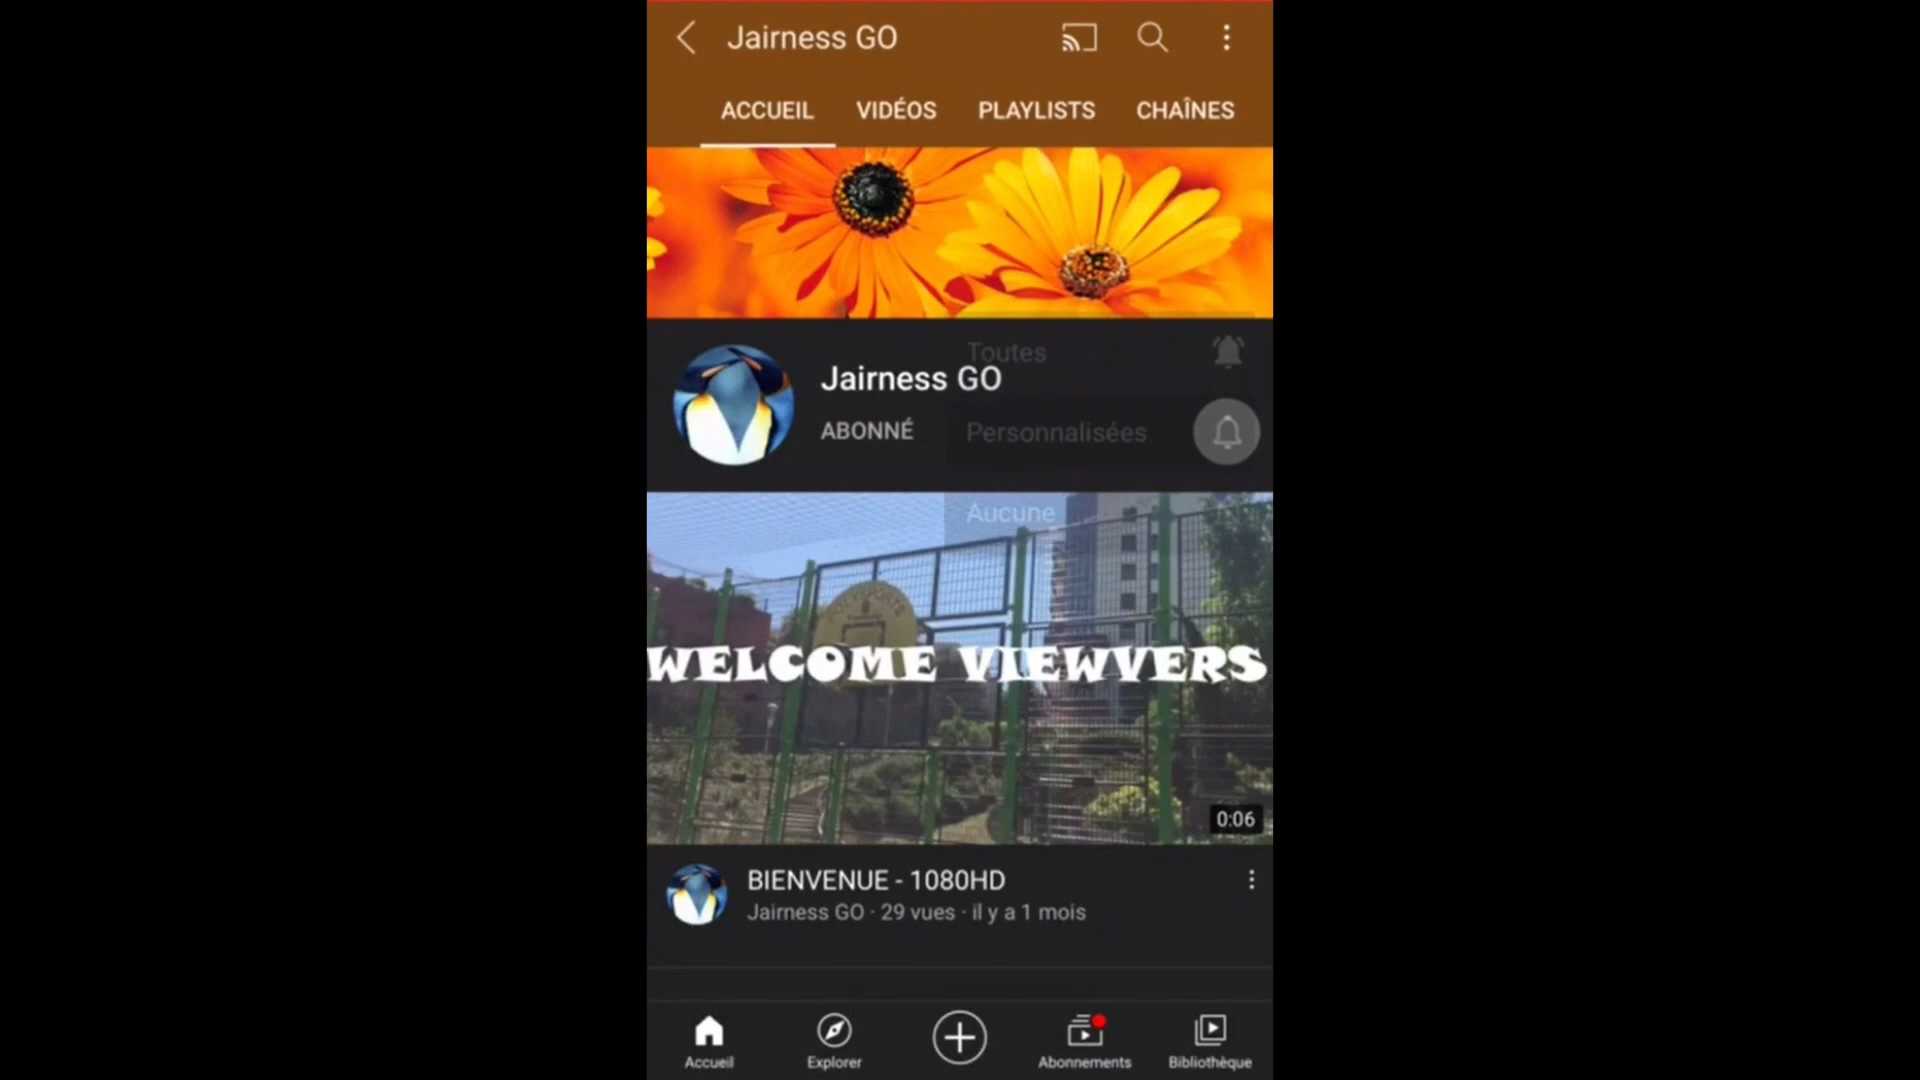 Jairness GO
ACCUEIL VIDÉOS PLAYLISTS CHAÎNES
Toutes
Jairness GO
ABONNÉ
Personnalisées
Aucune
POLYSPORTS
WELCOME VIEWVERS
0:06
BIENVENUE - 1080HD
Jairness GO · 29 vues · il y a 1 mois
Accueil Explorer Abonnements Bibliothèque